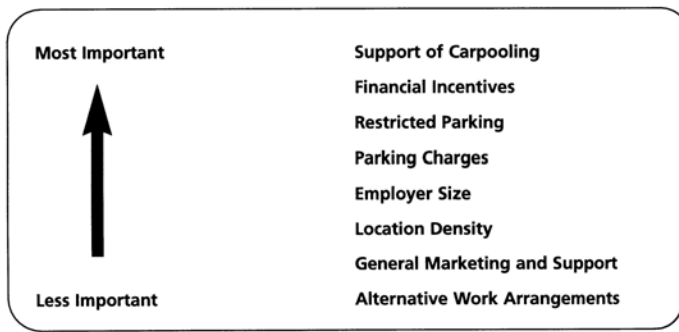 Most Important
Support of Carpooling
Financial Incentives
Restricted Parking
Parking Charges
Employer Size
Location Density
General Marketing and Support
Less Important
Alternative Work Arrangements